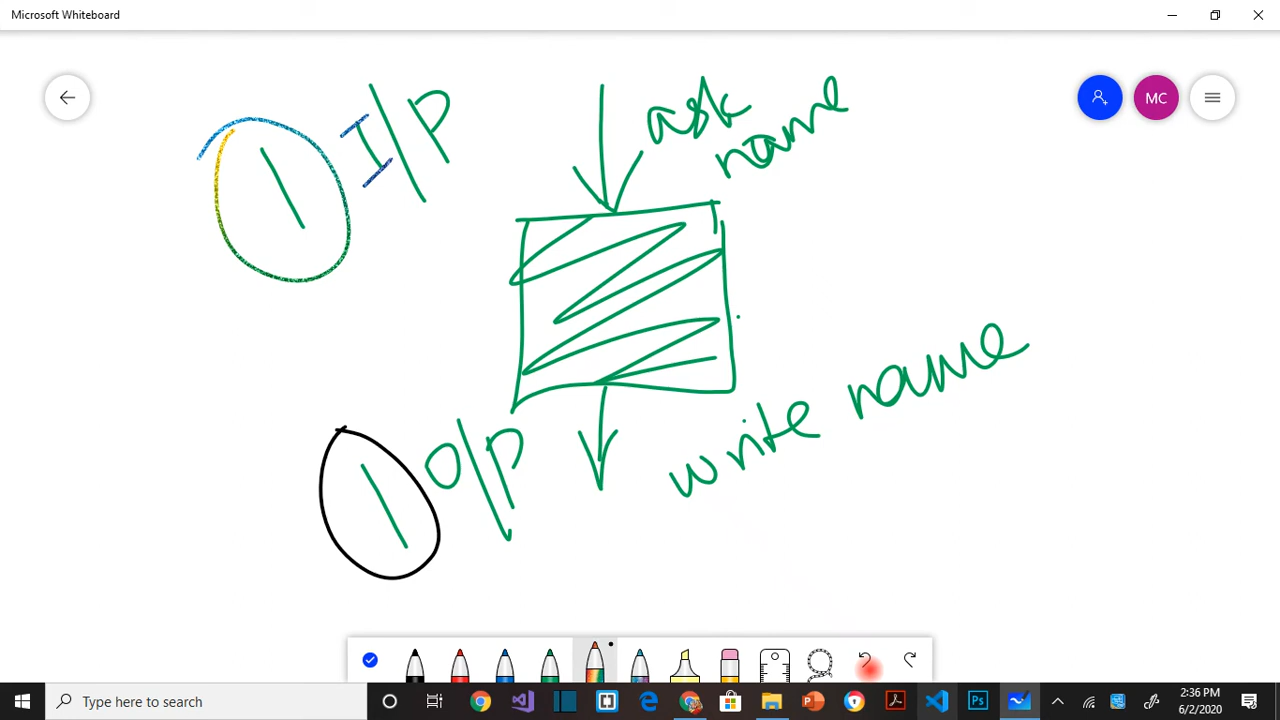 Microsoft Whiteboard
MC
1 I/P
ask
name
1 O/P
write name
Type here to search
Ps
2:36 PM
6/2/2020